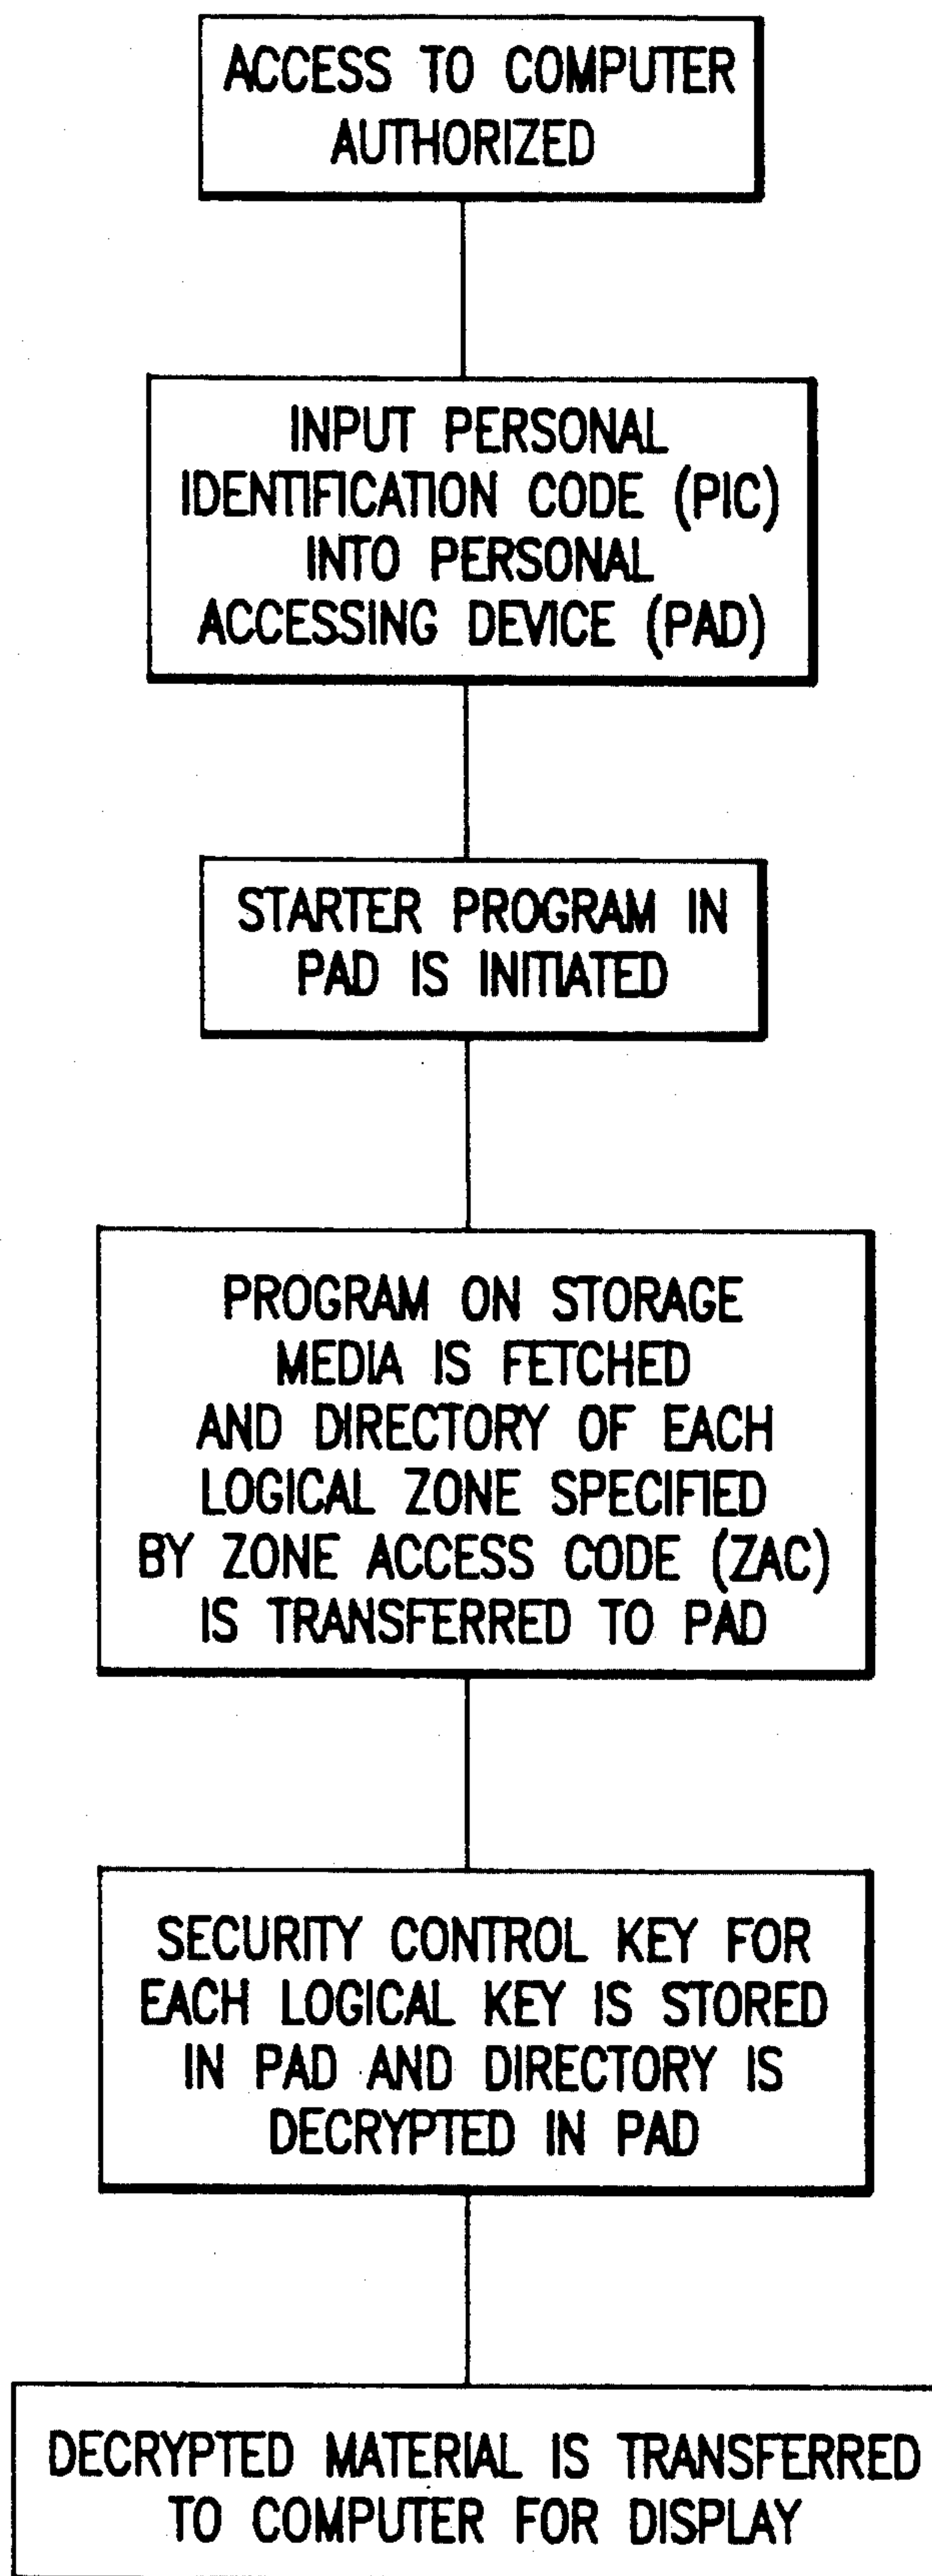 ACCESS TO COMPUTER
AUTHORIZED
INPUT PERSONAL
IDENTIFICATION CODE (PIC)
INTO PERSONAL
ACCESSING DEVICE (PAD)
STARTER PROGRAM IN
PAD IS INITIATED
PROGRAM ON STORAGE
MEDIA IS FETCHED
AND DIRECTORY OF EACH
LOGICAL ZONE SPECIFIED
BY ZONE ACCESS CODE (ZAC)
IS TRANSFERRED TO PAD
SECURITY CONTROL KEY FOR
EACH LOGICAL KEY IS STORED
IN PAD AND DIRECTORY IS
DECRYPTED IN PAD
DECRYPTED MATERIAL IS TRANSFERRED
TO COMPUTER FOR DISPLAY